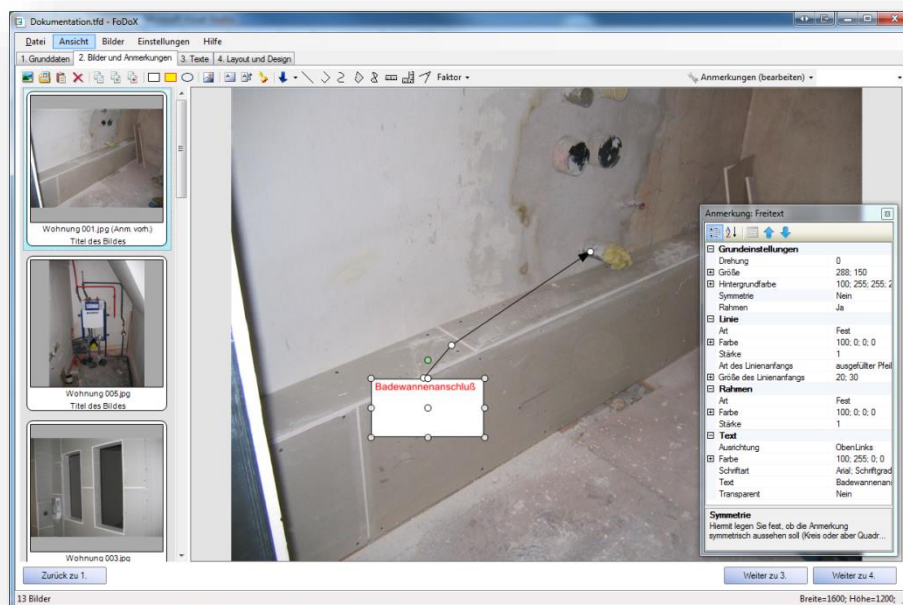 Dokumentation.tfd - FoDoX
Datei Ansicht Bilder Einstellungen Hilfe
1. Grunddaten 2. Bilder und Anmerkungen 3. Texte 4. Layout und Design
Faktor
Anmerkungen (bearbeiten)
Wohnung 001.jpg (Anm. vorh.)
Titel des Bildes
Wohnung 005.jpg
Titel des Bildes
Wohnung 003.jpg
Badewannenanschluß
Anmerkung: Freitext
Grundeinstellungen
Drehung 0
Größe 288; 150
Hintergrundfarbe 100; 255; 255; 2
Symmetrie Nein
Rahmen Ja
Linie
Art Fest
Farbe 100; 0; 0; 0
Stärke 1
Art des Linienanfangs ausgefüllter Pfeil
Größe des Linienanfangs 20; 30
Rahmen
Art Fest
Farbe 100; 0; 0; 0
Stärke 1
Text
Ausrichtung ObenLinks
Farbe 100; 255; 0; 0
Schriftart Arial; Schriftgrad
Text Badewannenans
Transparent Nein
Symmetrie
Hiermit legen Sie fest, ob die Anmerkung
symmetrisch aussehen soll (Kreis oder aber Quadr...
Zurück zu 1. Weiter zu 3. Weiter zu 4.
13 Bilder Breite=1600; Höhe=1200;